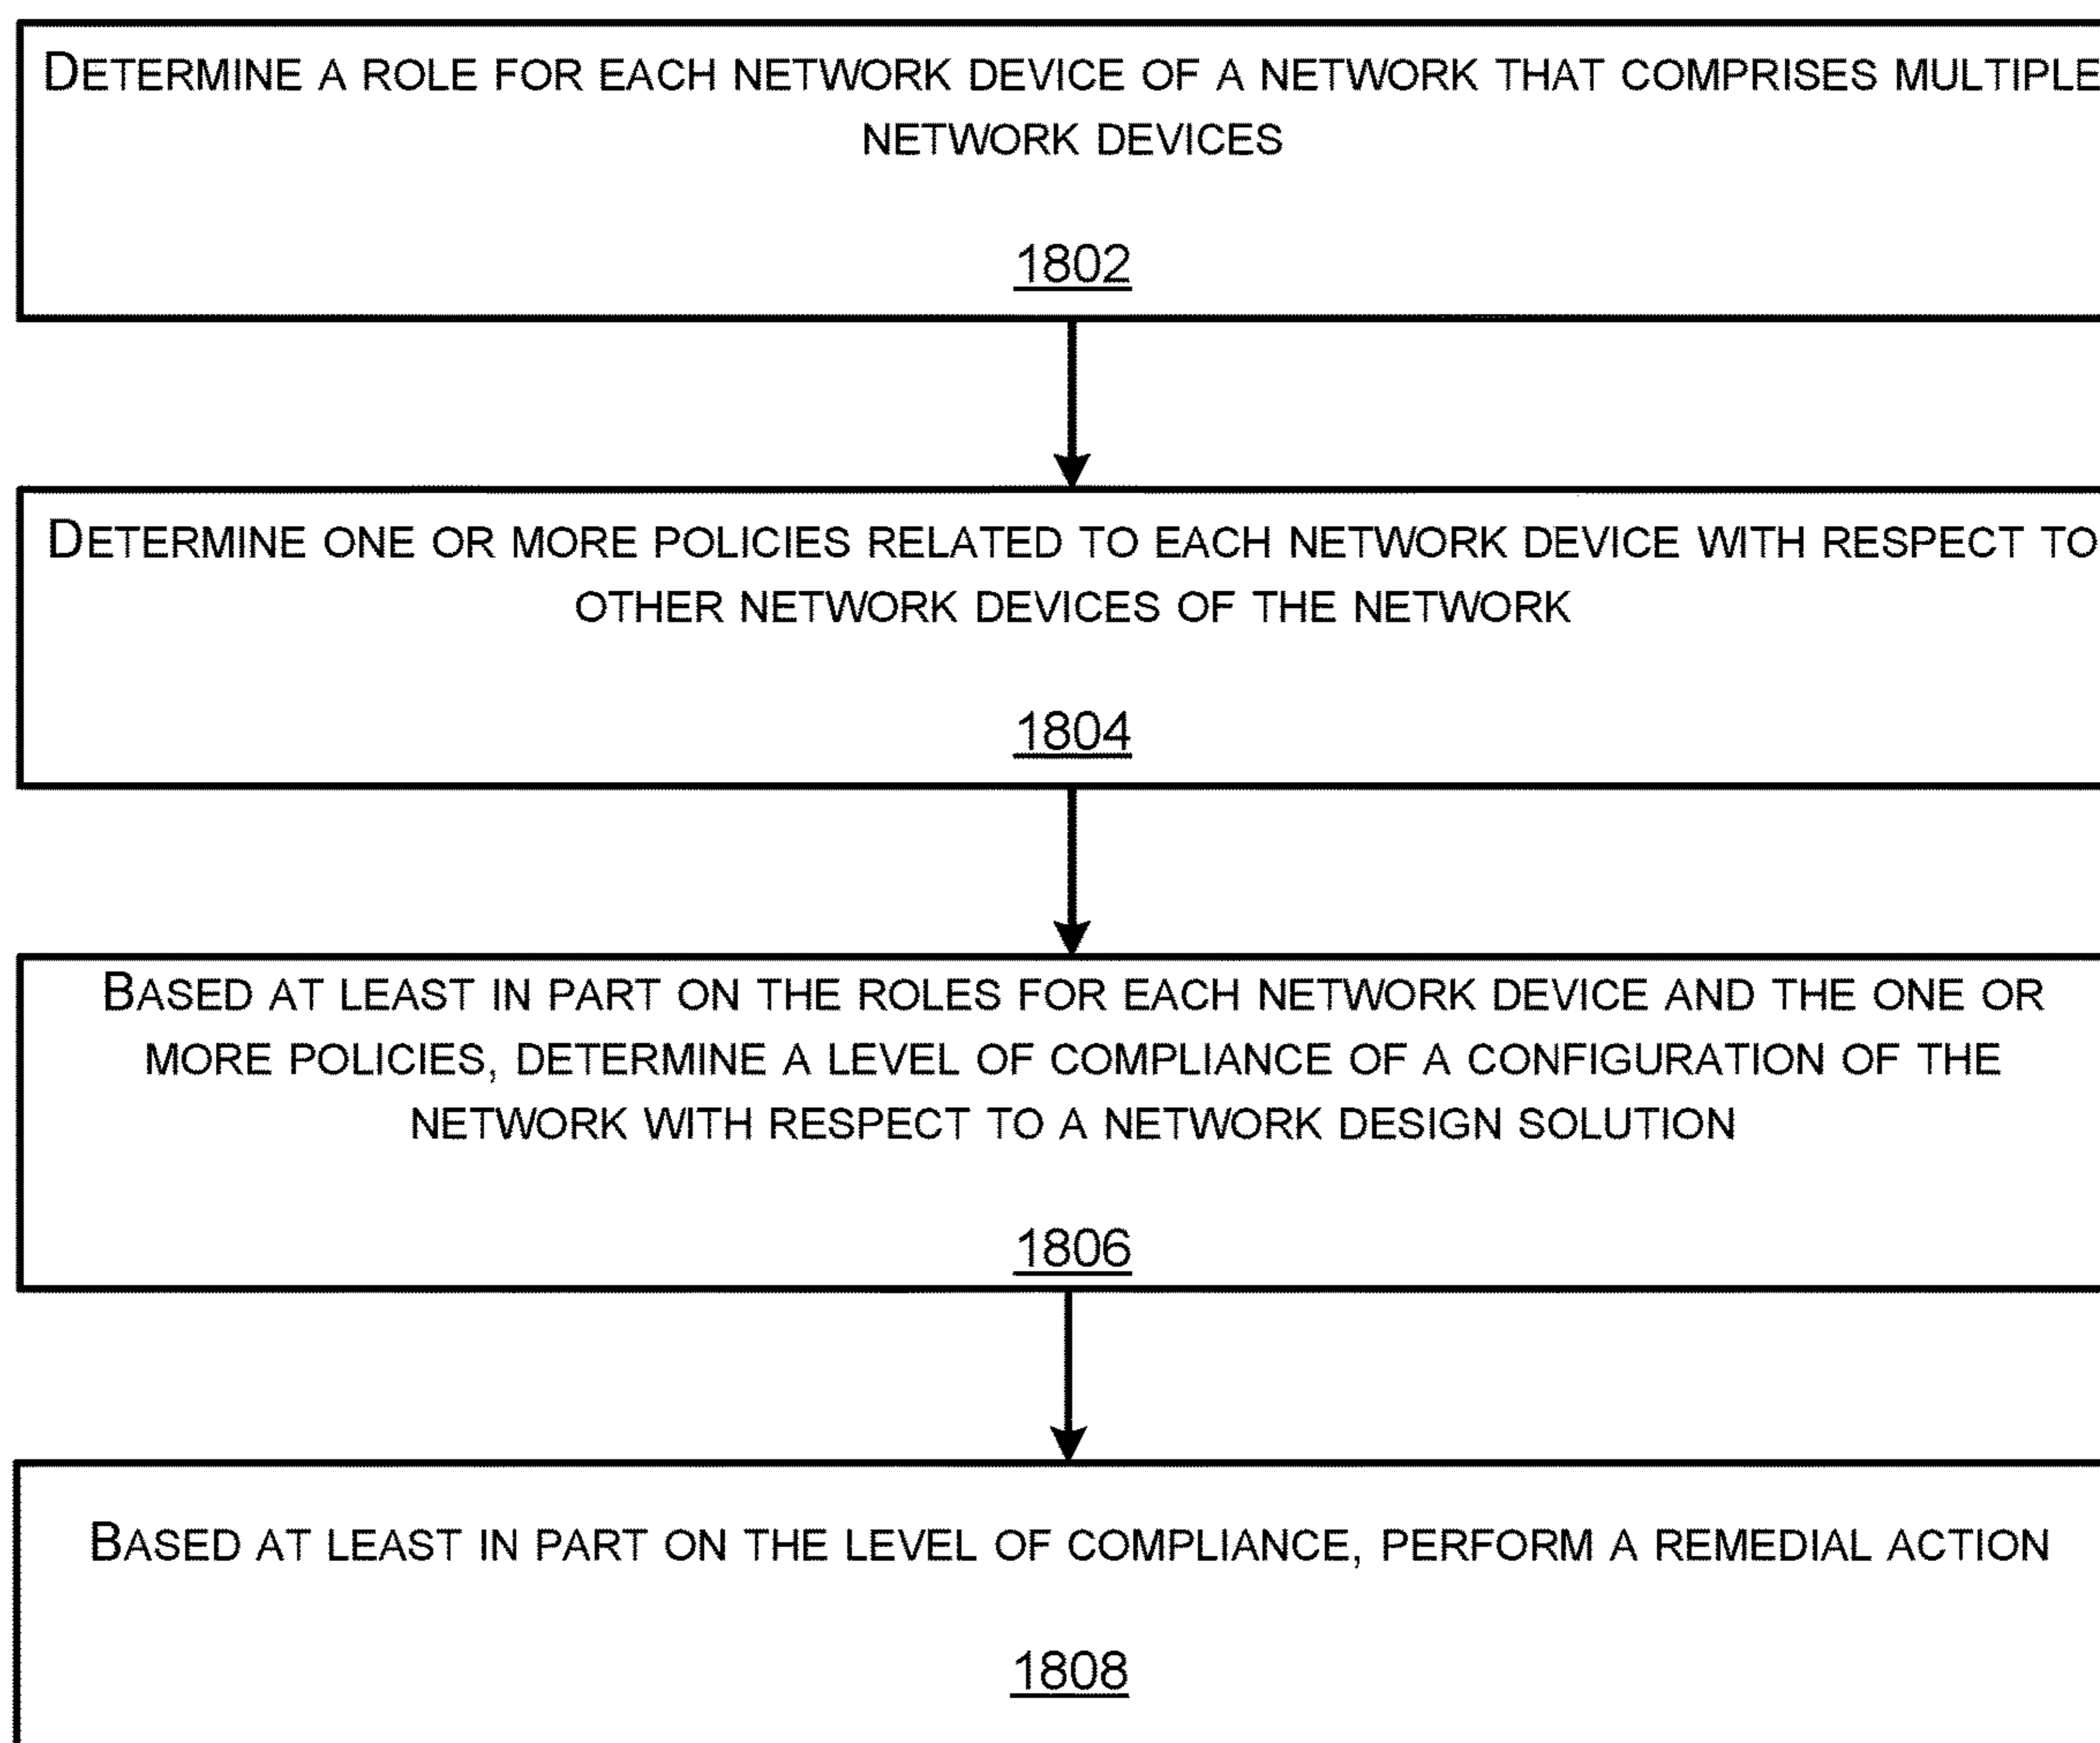 DETERMINE A ROLE FOR EACH NETWORK DEVICE OF A NETWORK THAT COMPRISES MULTIPLE
NETWORK DEVICES
1802
DETERMINE ONE OR MORE POLICIES RELATED TO EACH NETWORK DEVICE WITH RESPECT TO
OTHER NETWORK DEVICES OF THE NETWORK
1804
BASED AT LEAST IN PART ON THE ROLES FOR EACH NETWORK DEVICE AND THE ONE OR
MORE POLICIES, DETERMINE A LEVEL OF COMPLIANCE OF A CONFIGURATION OF THE
NETWORK WITH RESPECT TO A NETWORK DESIGN SOLUTION
1806
BASED AT LEAST IN PART ON THE LEVEL OF COMPLIANCE, PERFORM A REMEDIAL ACTION
1808